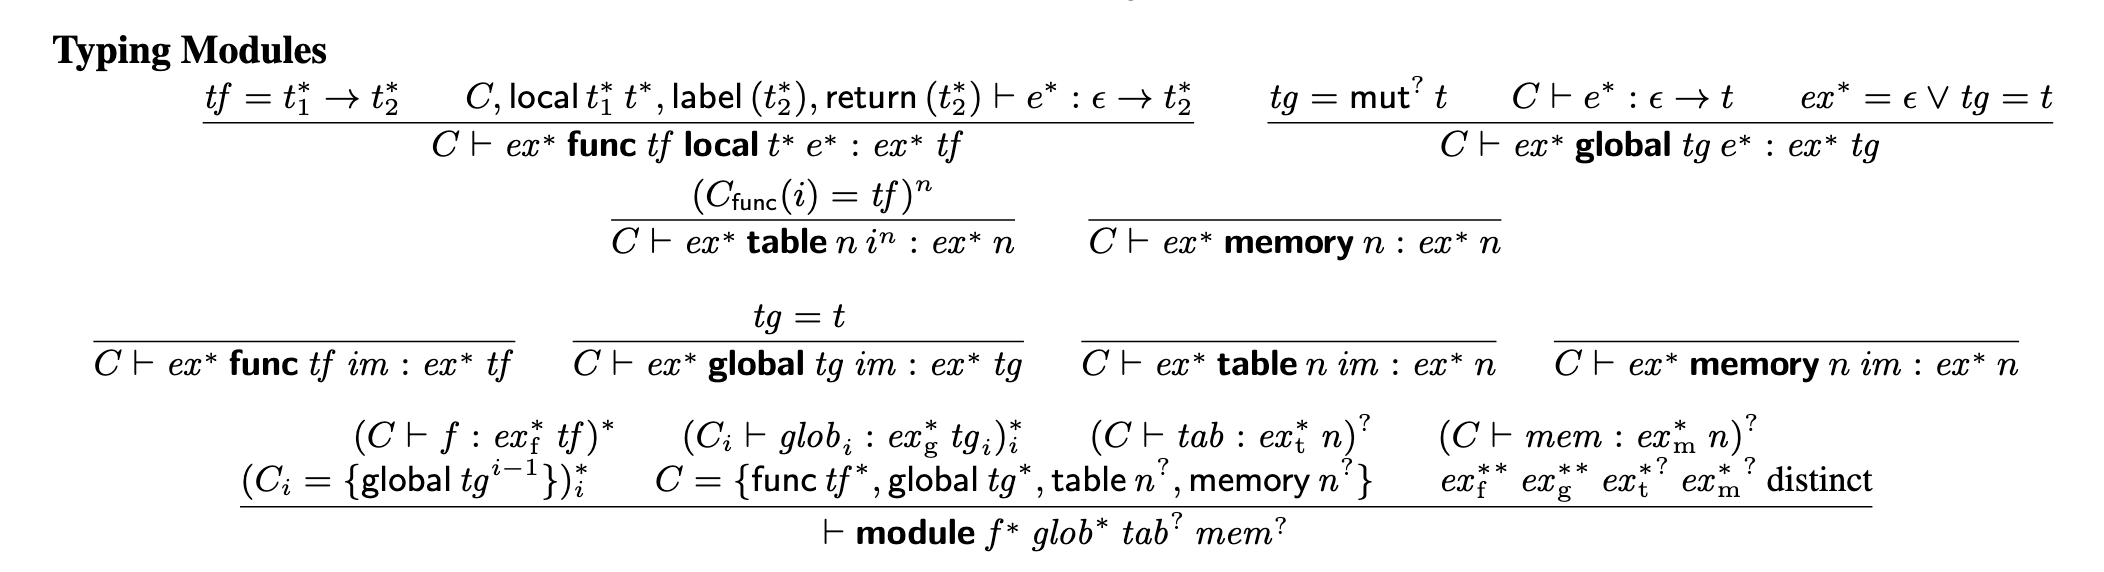 Typing Modules
tf = t₁* → t₂*    C, local t₁* t*, label (t₂*), return (t₂*) ⊢ e* : ϵ → t₂*    tg = mut? t    C ⊢ e* : ϵ → t    ex* = ϵ ∨ tg = t
C ⊢ ex* func tf local t* e* : ex* tf    C ⊢ ex* global tg e* : ex* tg
(C_func(i) = tf)ⁿ
C ⊢ ex* table n iⁿ : ex* n    C ⊢ ex* memory n : ex* n
tg = t
C ⊢ ex* func tf im : ex* tf    C ⊢ ex* global tg im : ex* tg    C ⊢ ex* table n im : ex* n    C ⊢ ex* memory n im : ex* n
(C ⊢ f : ex_f* tf)*    (C_i ⊢ glob_i : ex_g* tg_i)_i*    (C ⊢ tab : ex_t* n)?    (C ⊢ mem : ex_m* n)?
(C_i = {global tg^{i−1}})_i*    C = {func tf*, global tg*, table n?, memory n?}    ex_f** ex_g** ex_t*? ex_m*? distinct
⊢ module f* glob* tab? mem?